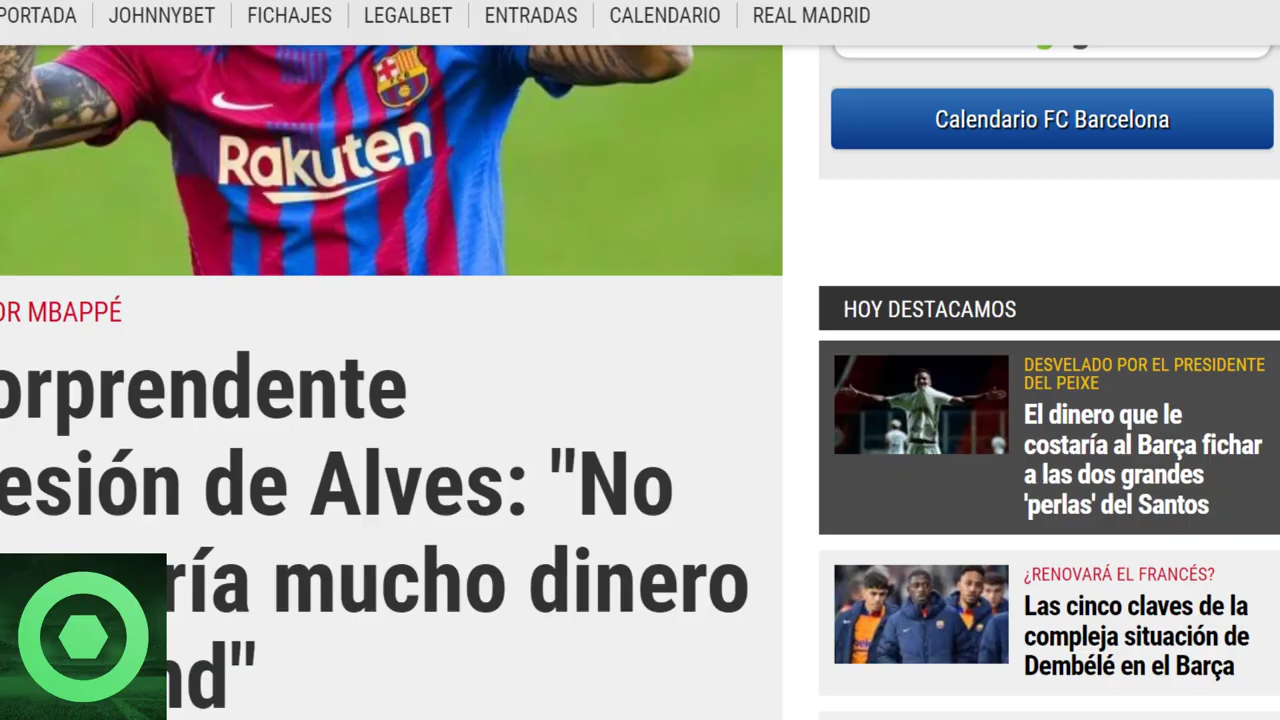 PORTADA JOHNNYBET FICHAJES LEGALBET ENTRADAS CALENDARIO REAL MADRID
Rakuten
OR MBAPPÉ
orprendente
esión de Alves: "No
ría mucho dinero
nd"
Calendario FC Barcelona
HOY DESTACAMOS
DESVELADO POR EL PRESIDENTE
DEL PEIXE
El dinero que le
costaría al Barça fichar
a las dos grandes
'perlas' del Santos
¿RENOVARÁ EL FRANCÉS?
Las cinco claves de la
compleja situación de
Dembélé en el Barça